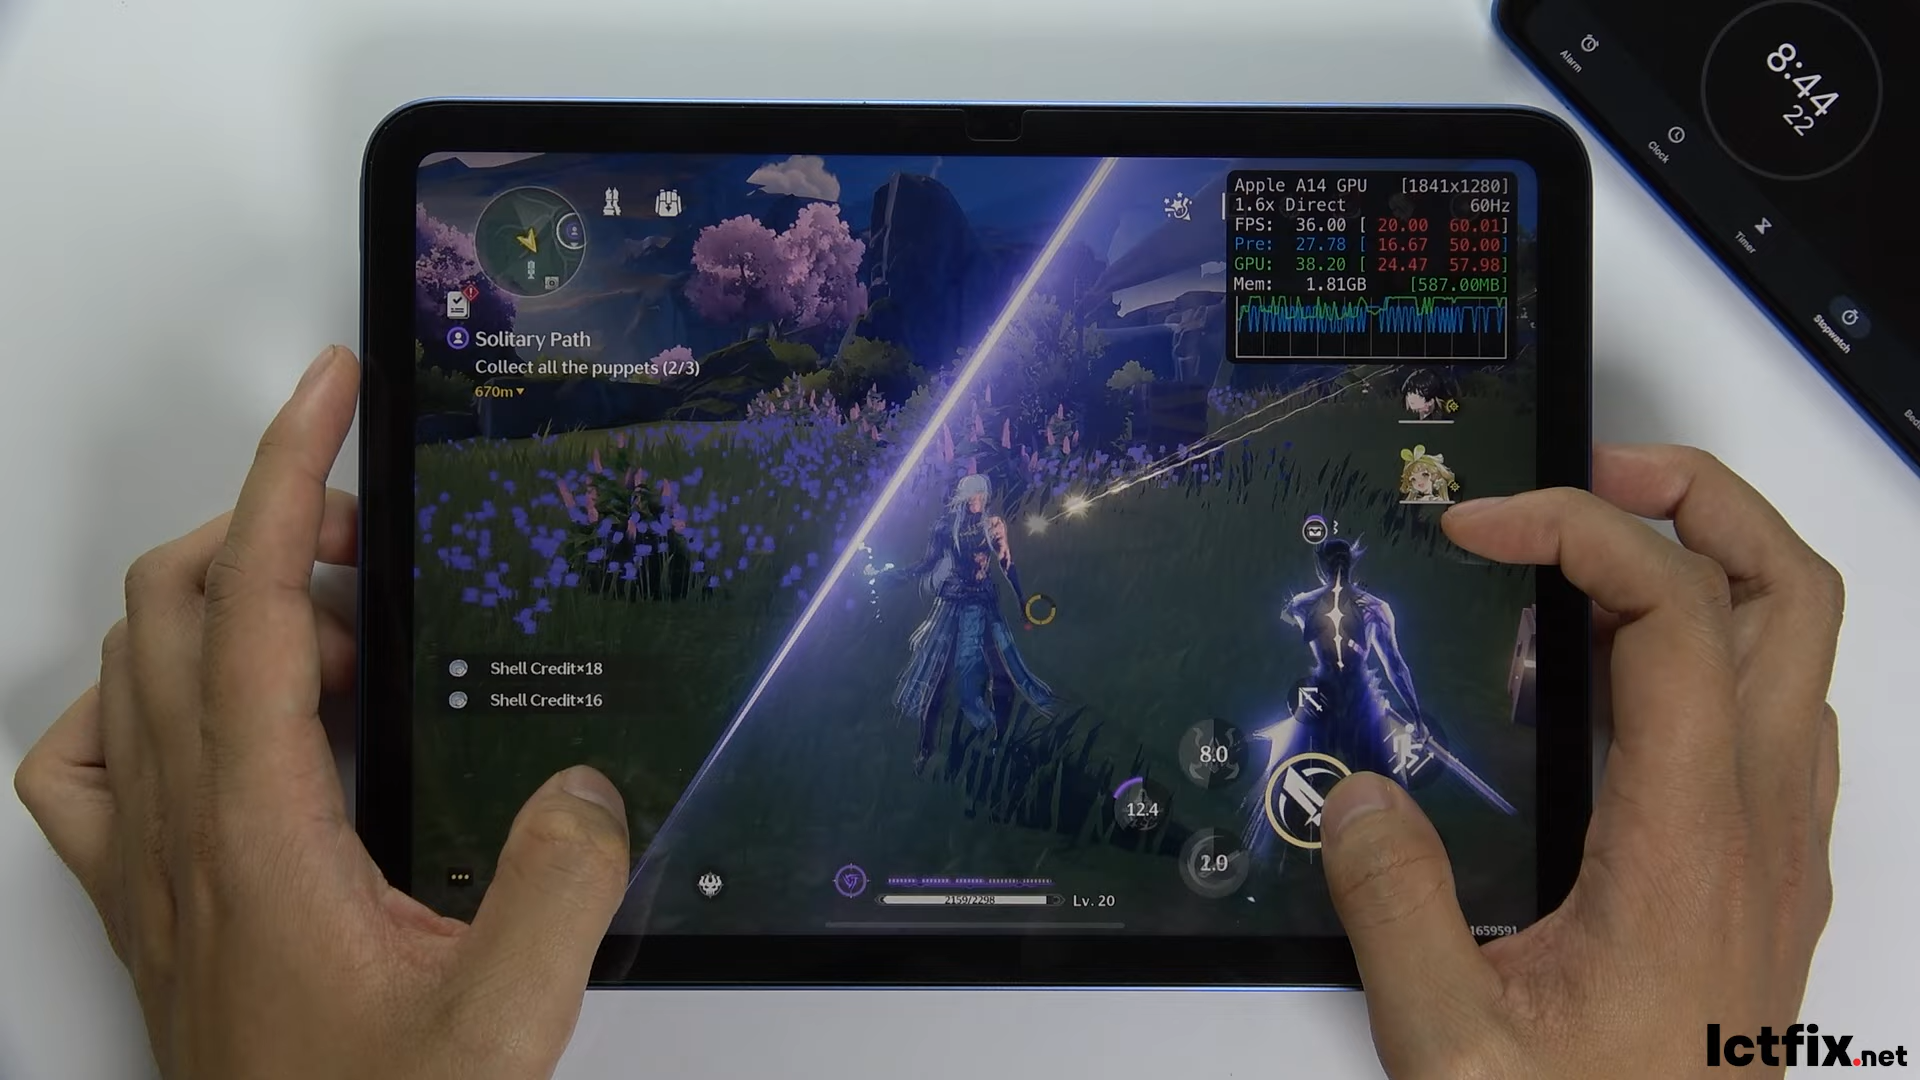 8:44
22
Alarm
Clock
Timer
Stopwatch
Apple A14 GPU [1841x1280]
1.6x Direct 60Hz
FPS: 36.00 [ 20.00 60.01]
Pre: 27.78 [ 16.67 50.00]
GPU: 38.20 [ 24.47 57.98]
Mem: 1.81GB [587.00MB]
Solitary Path
Collect all the puppets (2/3)
670m
Shell Credit×18
Shell Credit×16
8.0
12.4
2159/2298
Lv. 20
1659591
Ictfix.net